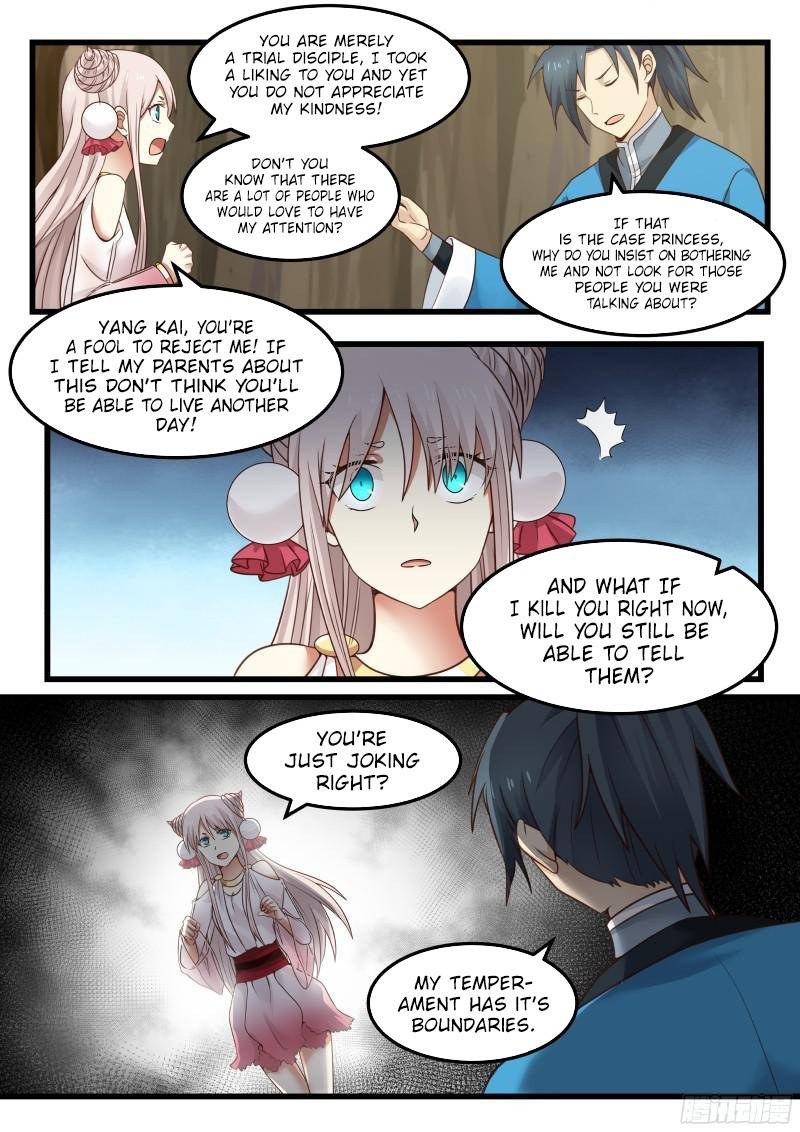 YOU ARE MERELY
A TRIAL DISCIPLE, I TOOK
A LIKING TO YOU AND YET
YOU DO NOT APPRECIATE
MY KINDNESS!
DON'T YOU
KNOW THAT THERE
ARE A LOT OF PEOPLE WHO
WOULD LOVE TO HAVE
MY ATTENTION?
IF THAT
IS THE CASE PRINCESS,
WHY DO YOU INSIST ON BOTHERING
ME AND NOT LOOK FOR THOSE
PEOPLE YOU WERE
TALKING ABOUT?
YANG KAI, YOU'RE
A FOOL TO REJECT ME! IF
I TELL MY PARENTS ABOUT
THIS DON'T THINK YOU'LL
BE ABLE TO LIVE ANOTHER
DAY!
AND WHAT IF
I KILL YOU RIGHT NOW,
WILL YOU STILL BE
ABLE TO TELL
THEM?
YOU'RE
JUST JOKING
RIGHT?
MY TEMPER-
AMENT HAS IT'S
BOUNDARIES.
腾讯动漫